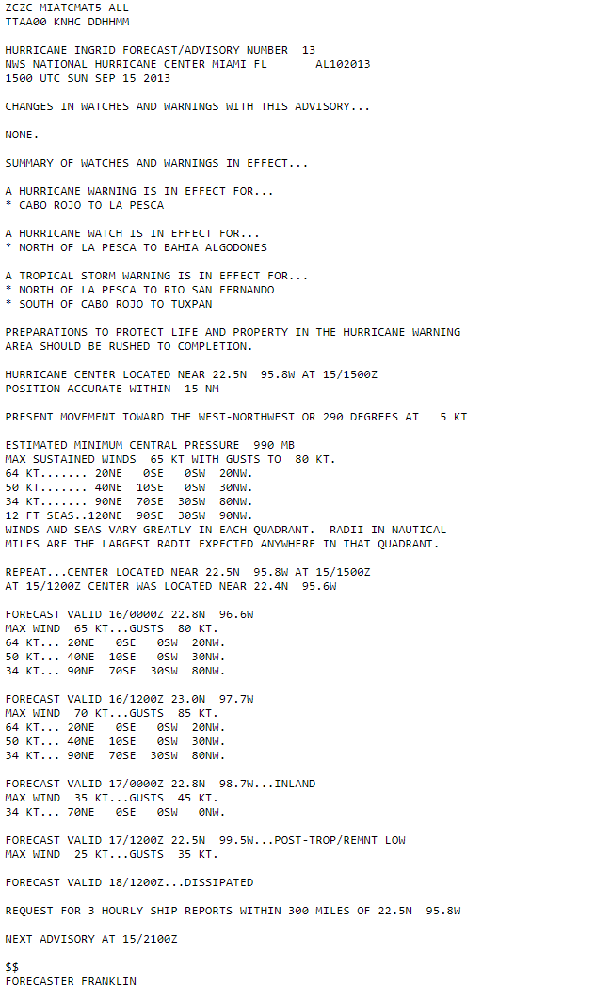 ZCZC MIATCMAT5 ALL
TTAA00 KNHC DDHHMM
HURRICANE INGRID FORECAST/ADVISORY NUMBER  13
NWS NATIONAL HURRICANE CENTER MIAMI FL       AL102013
1500 UTC SUN SEP 15 2013
CHANGES IN WATCHES AND WARNINGS WITH THIS ADVISORY...
NONE.
SUMMARY OF WATCHES AND WARNINGS IN EFFECT...
A HURRICANE WARNING IS IN EFFECT FOR...
* CABO ROJO TO LA PESCA
A HURRICANE WATCH IS IN EFFECT FOR...
* NORTH OF LA PESCA TO BAHIA ALGODONES
A TROPICAL STORM WARNING IS IN EFFECT FOR...
* NORTH OF LA PESCA TO RIO SAN FERNANDO
* SOUTH OF CABO ROJO TO TUXPAN
PREPARATIONS TO PROTECT LIFE AND PROPERTY IN THE HURRICANE WARNING
AREA SHOULD BE RUSHED TO COMPLETION.
HURRICANE CENTER LOCATED NEAR 22.5N  95.8W AT 15/1500Z
POSITION ACCURATE WITHIN  15 NM
PRESENT MOVEMENT TOWARD THE WEST-NORTHWEST OR 290 DEGREES AT   5 KT
ESTIMATED MINIMUM CENTRAL PRESSURE  990 MB
MAX SUSTAINED WINDS  65 KT WITH GUSTS TO  80 KT.
64 KT....... 20NE   0SE   0SW  20NW.
50 KT....... 40NE  10SE   0SW  30NW.
34 KT....... 90NE  70SE  30SW  80NW.
12 FT SEAS..120NE  90SE  30SW  90NW.
WINDS AND SEAS VARY GREATLY IN EACH QUADRANT.  RADII IN NAUTICAL
MILES ARE THE LARGEST RADII EXPECTED ANYWHERE IN THAT QUADRANT.
REPEAT...CENTER LOCATED NEAR 22.5N  95.8W AT 15/1500Z
AT 15/1200Z CENTER WAS LOCATED NEAR 22.4N  95.6W
FORECAST VALID 16/0000Z 22.8N  96.6W
MAX WIND  65 KT...GUSTS  80 KT.
64 KT... 20NE   0SE   0SW  20NW.
50 KT... 40NE  10SE   0SW  30NW.
34 KT... 90NE  70SE  30SW  80NW.
FORECAST VALID 16/1200Z 23.0N  97.7W
MAX WIND  70 KT...GUSTS  85 KT.
64 KT... 20NE   0SE   0SW  20NW.
50 KT... 40NE  10SE   0SW  30NW.
34 KT... 90NE  70SE  30SW  80NW.
FORECAST VALID 17/0000Z 22.8N  98.7W...INLAND
MAX WIND  35 KT...GUSTS  45 KT.
34 KT... 70NE   0SE   0SW   0NW.
FORECAST VALID 17/1200Z 22.5N  99.5W...POST-TROP/REMNT LOW
MAX WIND  25 KT...GUSTS  35 KT.
FORECAST VALID 18/1200Z...DISSIPATED
REQUEST FOR 3 HOURLY SHIP REPORTS WITHIN 300 MILES OF 22.5N  95.8W
NEXT ADVISORY AT 15/2100Z
$$
FORECASTER FRANKLIN